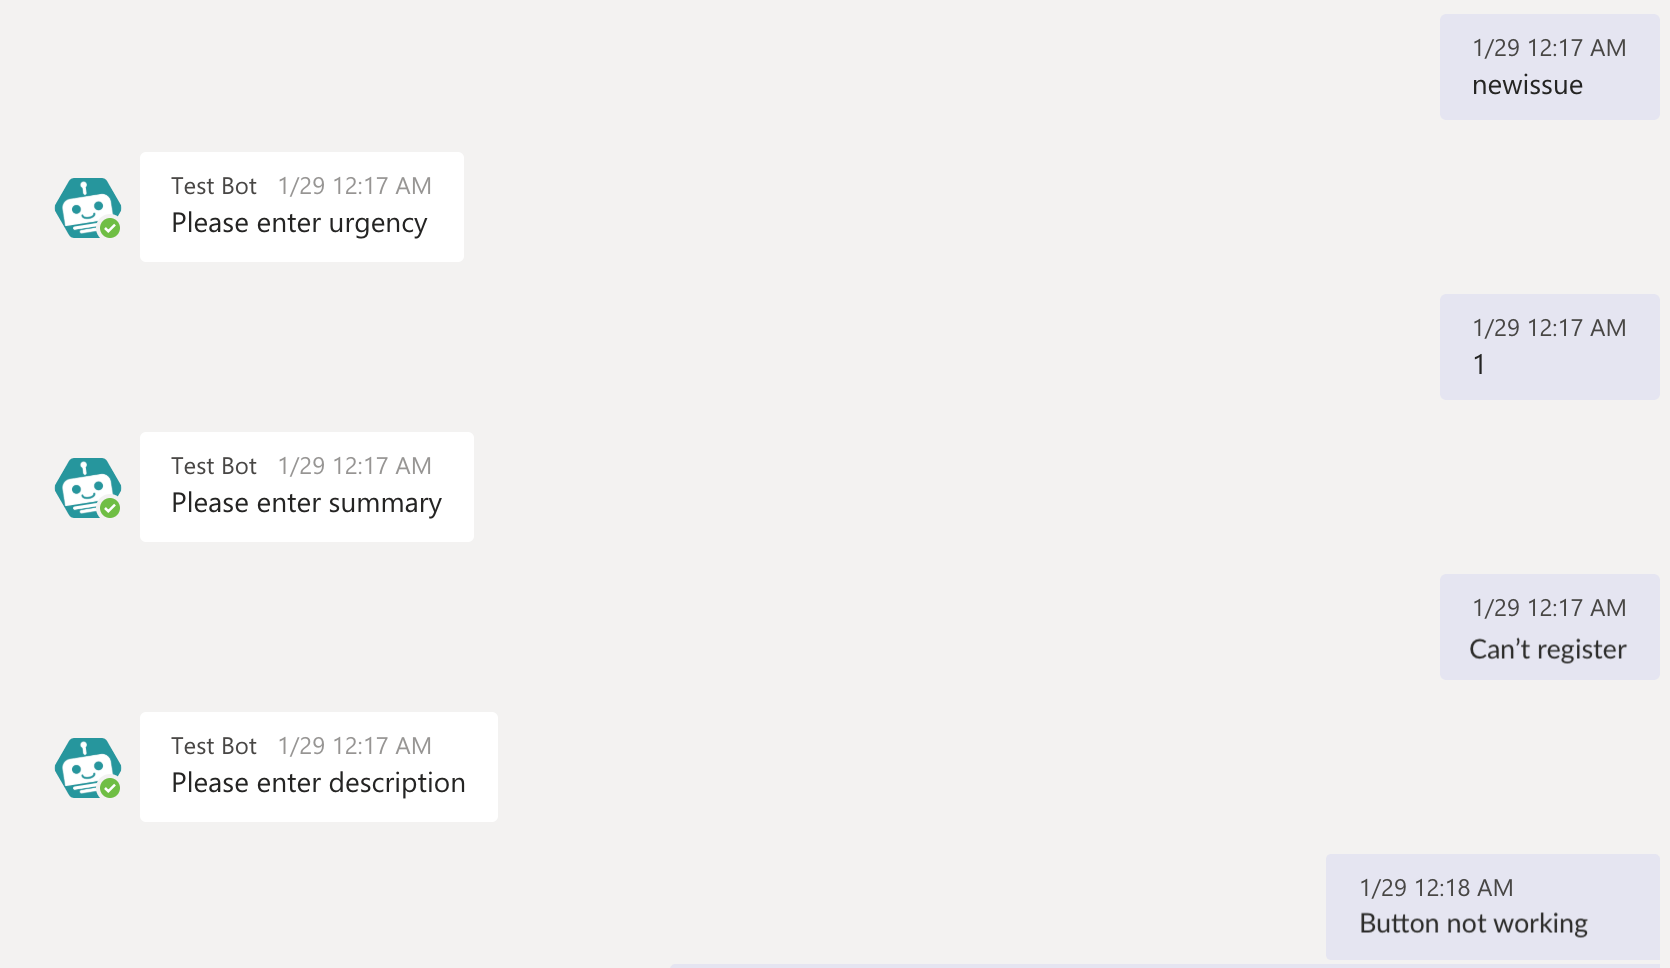 1/29 12:17 AM
newissue
Test Bot 1/29 12:17 AM
Please enter urgency
1/29 12:17 AM
1
Test Bot 1/29 12:17 AM
Please enter summary
1/29 12:17 AM
Can’t register
Test Bot 1/29 12:17 AM
Please enter description
1/29 12:18 AM
Button not working